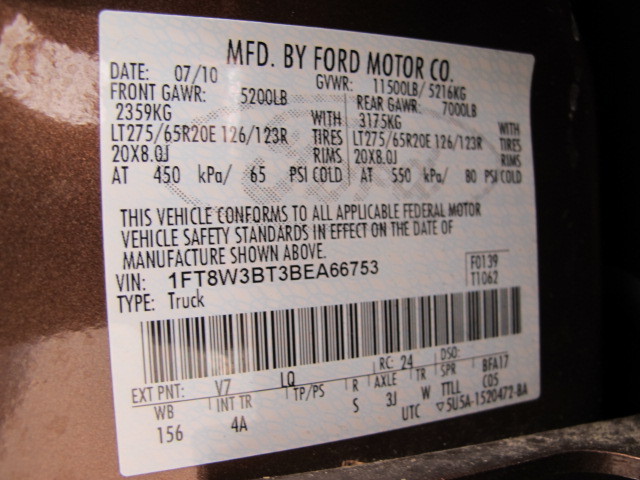 MFD. BY FORD MOTOR CO.
DATE: 07/10 GVWR: 11500LB/ 5216KG
FRONT GAWR: 5200LB REAR GAWR: 7000LB
2359KG WITH 3175KG WITH
LT275/65R20E 126/123R TIRES LT275/65R20E 126/123R TIRES
20X8.0J RIMS 20X8.0J RIMS
AT 450 kPa/ 65 PSI COLD AT 550 kPa/ 80 PSI COLD
THIS VEHICLE CONFORMS TO ALL APPLICABLE FEDERAL MOTOR
VEHICLE SAFETY STANDARDS IN EFFECT ON THE DATE OF
MANUFACTURE SHOWN ABOVE.
VIN: 1FT8W3BT3BEA66753 F0139
TYPE: Truck T1062
EXT PNT: V7 LQ RC: 24 DSO:
WB INT TR TP/PS R AXLE TR SPR BFA17
156 4A S 3J W TTLL C05
UTC ▽5U5A-1520472-BA